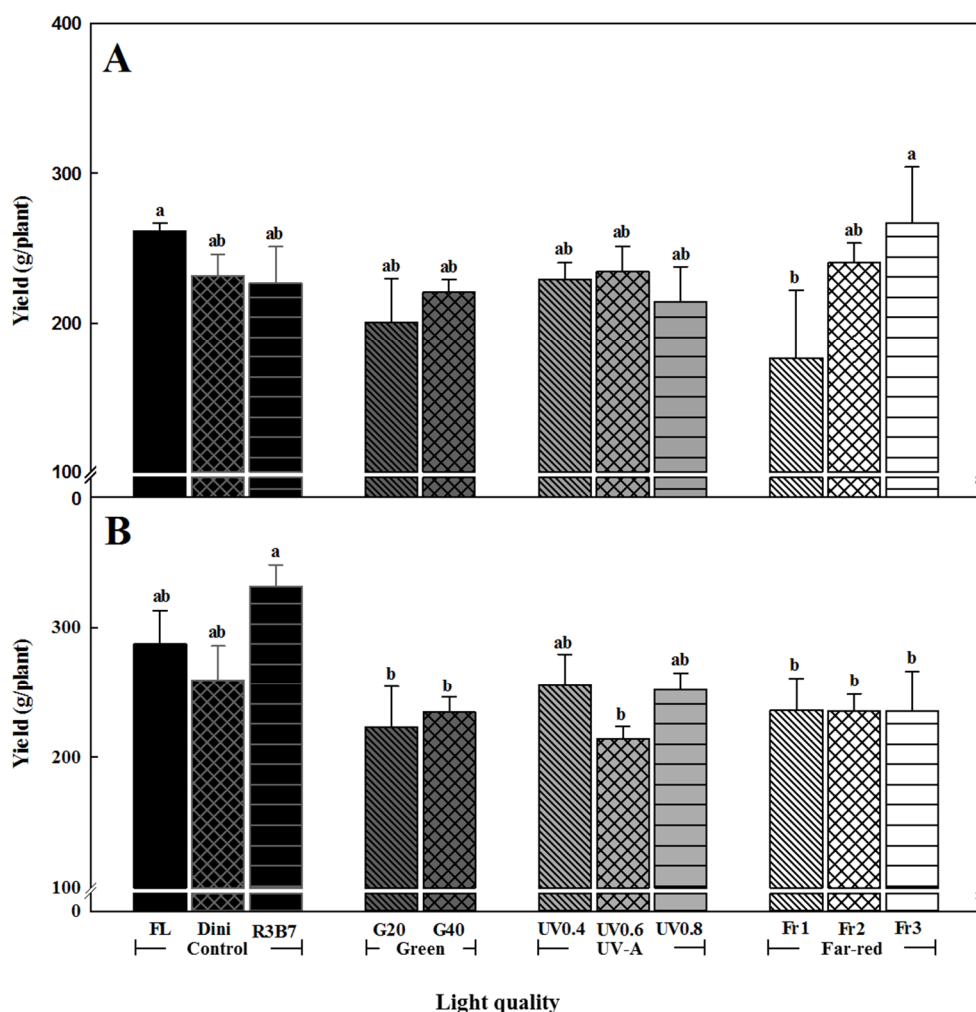 400
A
a
300
a
ab
ab
ab
ab
ab
ab
ab
ab
b
Yield (g/plant)
200
100
0
B
a
ab
ab
300
ab
ab
b
b
b
b
b
b
Yield (g/plant)
200
100
0
FL Dini R3B7 G20 G40 UV0.4 UV0.6 UV0.8 Fr1 Fr2 Fr3
Control Green UV-A Far-red
Light quality